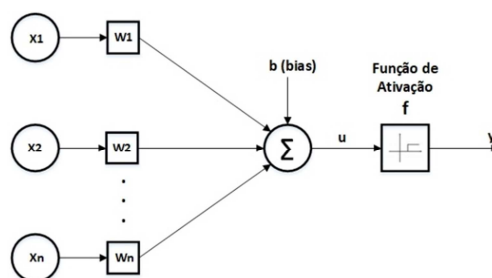 X1
W1
b (bias)
Função de
Ativação
f
X2
W2
Σ
u
y
Xn
Wn